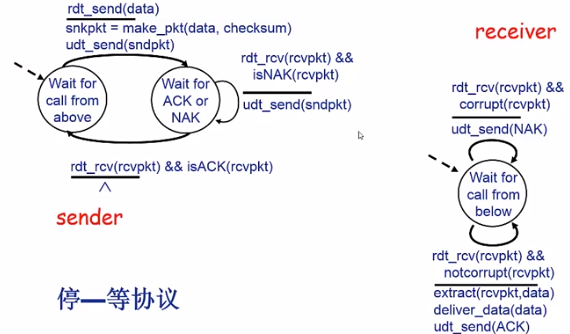 rdt_send(data)
snkpkt = make_pkt(data, checksum)
udt_send(sndpkt)
Wait for
call from
above
Wait for
ACK or
NAK
rdt_rcv(rcvpkt) &&
isNAK(rcvpkt)
udt_send(sndpkt)
rdt_rcv(rcvpkt) && isACK(rcvpkt)
Λ
sender
停—等协议
receiver
rdt_rcv(rcvpkt) &&
corrupt(rcvpkt)
udt_send(NAK)
Wait for
call from
below
rdt_rcv(rcvpkt) &&
notcorrupt(rcvpkt)
extract(rcvpkt,data)
deliver_data(data)
udt_send(ACK)